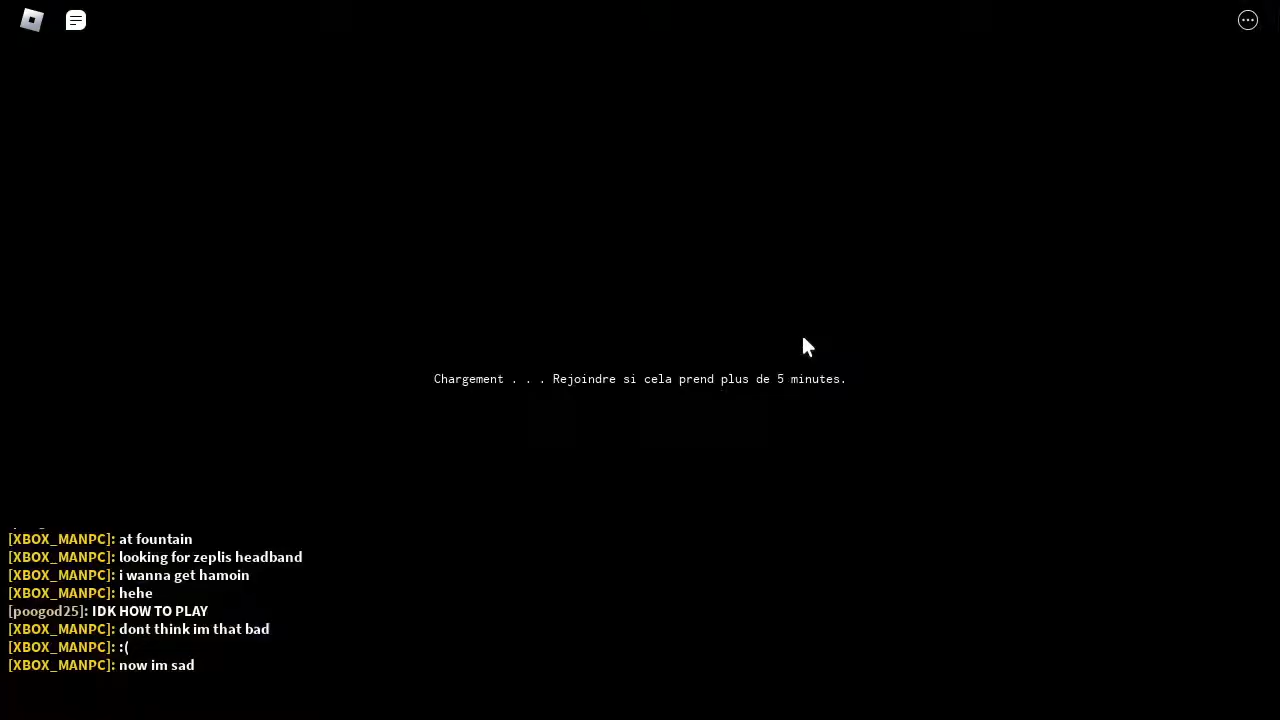 Chargement . . . Rejoindre si cela prend plus de 5 minutes.
[XBOX_MANPC]: at fountain
[XBOX_MANPC]: looking for zeplis headband
[XBOX_MANPC]: i wanna get hamoin
[XBOX_MANPC]: hehe
[poogod25]: IDK HOW TO PLAY
[XBOX_MANPC]: dont think im that bad
[XBOX_MANPC]: :(
[XBOX_MANPC]: now im sad